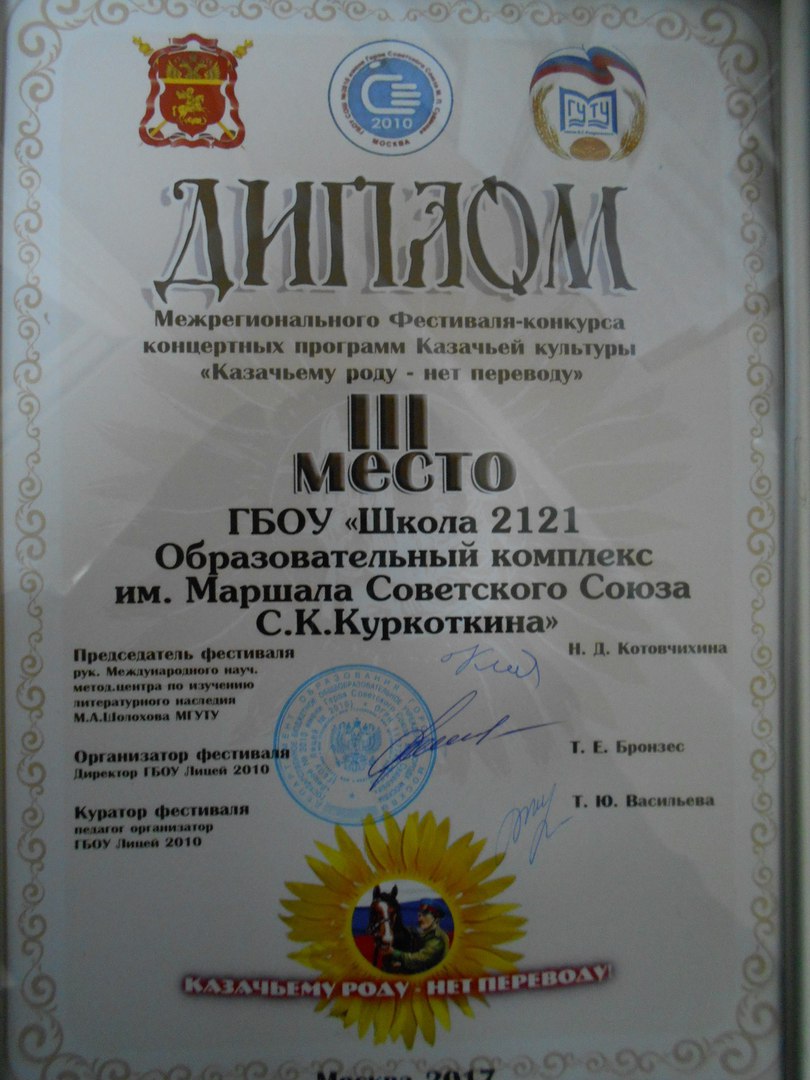 2010
МОСКВА
ГУТУ
ДИПЛОМ
Межрегионального Фестиваля-конкурса
концертных программ Казачьей культуры
«Казачьему роду - нет переводу»
III
место
ГБОУ «Школа 2121
Образовательный комплекс
им. Маршала Советского Союза
С.К.Куркоткина»
Председатель фестиваля
рук. Международного науч.
метод.центра по изучению
литературного наследия
М.А.Шолохова МГУТУ
Н. Д. Котовчихина
Организатор фестиваля
Директор ГБОУ Лицей 2010
Т. Е. Бронзес
Куратор фестиваля
педагог организатор
ГБОУ Лицей 2010
Т. Ю. Васильева
КАЗАЧЬЕМУ РОДУ - НЕТ ПЕРЕВОДУ
Москва 2017